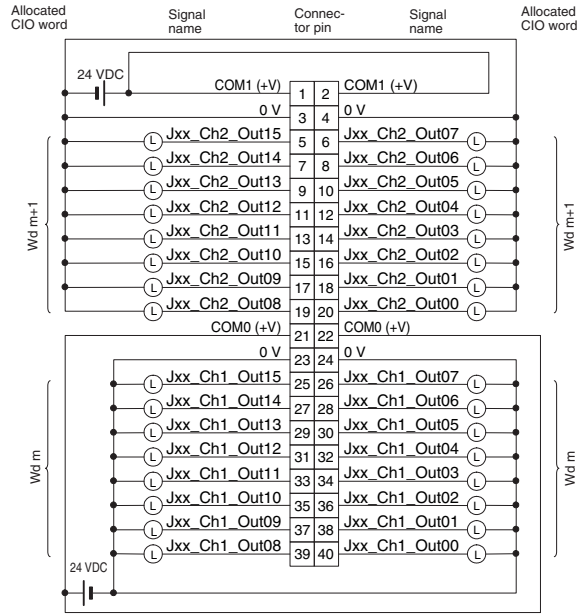 Allocated CIO word Signal name Connec-tor pin Signal name Allocated CIO word
24 VDC
COM1 (+V) 1 2 COM1 (+V)
0 V 3 4 0 V
L Jxx_Ch2_Out15 5 6 Jxx_Ch2_Out07 L
L Jxx_Ch2_Out14 7 8 Jxx_Ch2_Out06 L
L Jxx_Ch2_Out13 9 10 Jxx_Ch2_Out05 L
L Jxx_Ch2_Out12 11 12 Jxx_Ch2_Out04 L
L Jxx_Ch2_Out11 13 14 Jxx_Ch2_Out03 L
L Jxx_Ch2_Out10 15 16 Jxx_Ch2_Out02 L
L Jxx_Ch2_Out09 17 18 Jxx_Ch2_Out01 L
L Jxx_Ch2_Out08 19 20 Jxx_Ch2_Out00 L
Wd m+1
Wd m+1
COM0 (+V) 21 22 COM0 (+V)
0 V 23 24 0 V
L Jxx_Ch1_Out15 25 26 Jxx_Ch1_Out07 L
L Jxx_Ch1_Out14 27 28 Jxx_Ch1_Out06 L
L Jxx_Ch1_Out13 29 30 Jxx_Ch1_Out05 L
L Jxx_Ch1_Out12 31 32 Jxx_Ch1_Out04 L
L Jxx_Ch1_Out11 33 34 Jxx_Ch1_Out03 L
L Jxx_Ch1_Out10 35 36 Jxx_Ch1_Out02 L
L Jxx_Ch1_Out09 37 38 Jxx_Ch1_Out01 L
L Jxx_Ch1_Out08 39 40 Jxx_Ch1_Out00 L
Wd m
Wd m
24 VDC